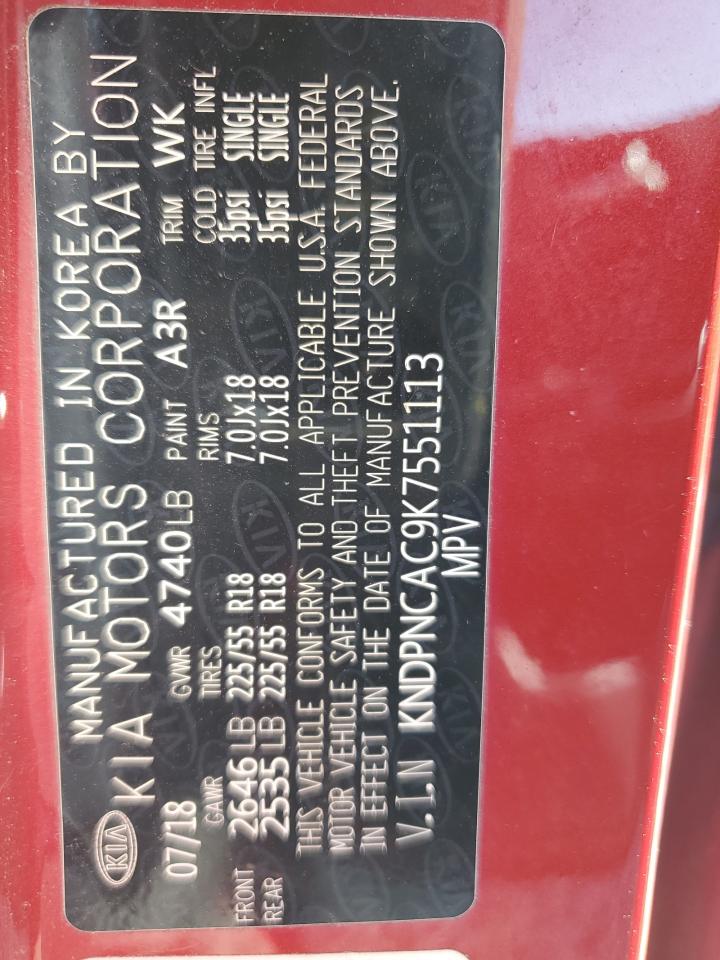 MANUFACTURED IN KOREA BY
KIA KIA MOTORS CORPORATION
07/18 GVWR 4740LB PAINT A3R TRIM WK
GAWR TIRES RIMS COLD TIRE INFL
FRONT 2646LB 225/55 R18 7.0Jx18 35psi SINGLE
REAR 2535LB 225/55 R18 7.0Jx18 35psi SINGLE
THIS VEHICLE CONFORMS TO ALL APPLICABLE U.S.A. FEDERAL
MOTOR VEHICLE SAFETY AND THEFT PREVENTION STANDARDS
IN EFFECT ON THE DATE OF MANUFACTURE SHOWN ABOVE.
V.I.N KNDPNCAC9K7551113
MPV